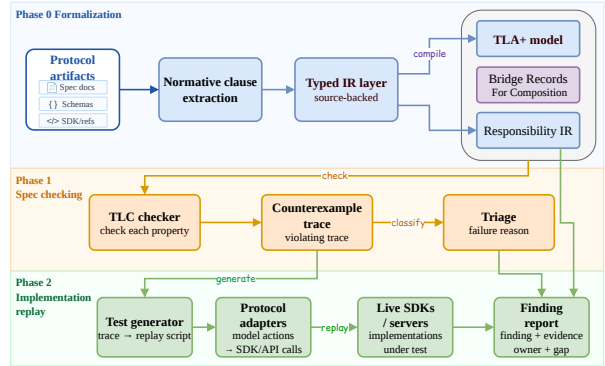 Phase 0 Formalization
Protocol
artifacts
Spec docs
{ } Schemas
</> SDK/refs
Normative clause
extraction
Typed IR layer
source-backed
compile
TLA+ model
Bridge Records
For Composition
Responsibility IR
Phase 1
Spec checking
check
TLC checker
check each property
Counterexample
trace
violating trace
classify
Triage
failure reason
Phase 2
Implementation
replay
generate
Test generator
trace → replay script
Protocol
adapters
model actions
→ SDK/API calls
replay
Live SDKs
/ servers
implementations
under test
Finding
report
finding + evidence
owner + gap